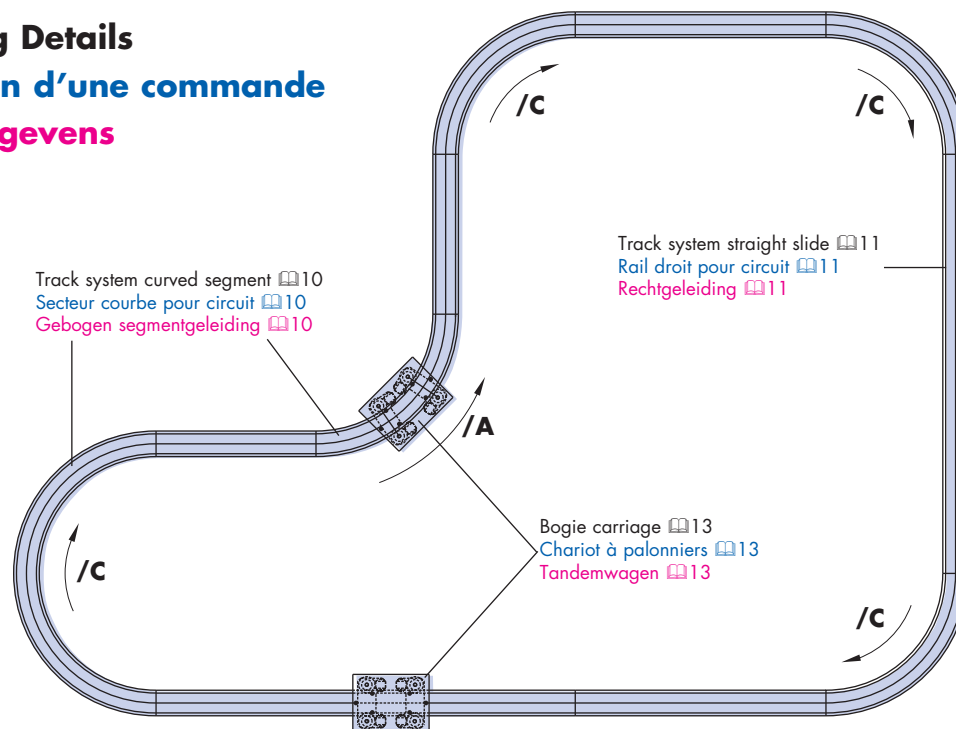 Details
d'une commande
/C
/C
Track system straight slide 11
Rail droit pour circuit 11
Rechtgeleiding 11
Track system curved segment 10
Secteur courbe pour circuit 10
Gebogen segmentgeleiding 10
/A
Bogie carriage 13
Chariot à palonniers 13
Tandemwagen 13
/C
/C